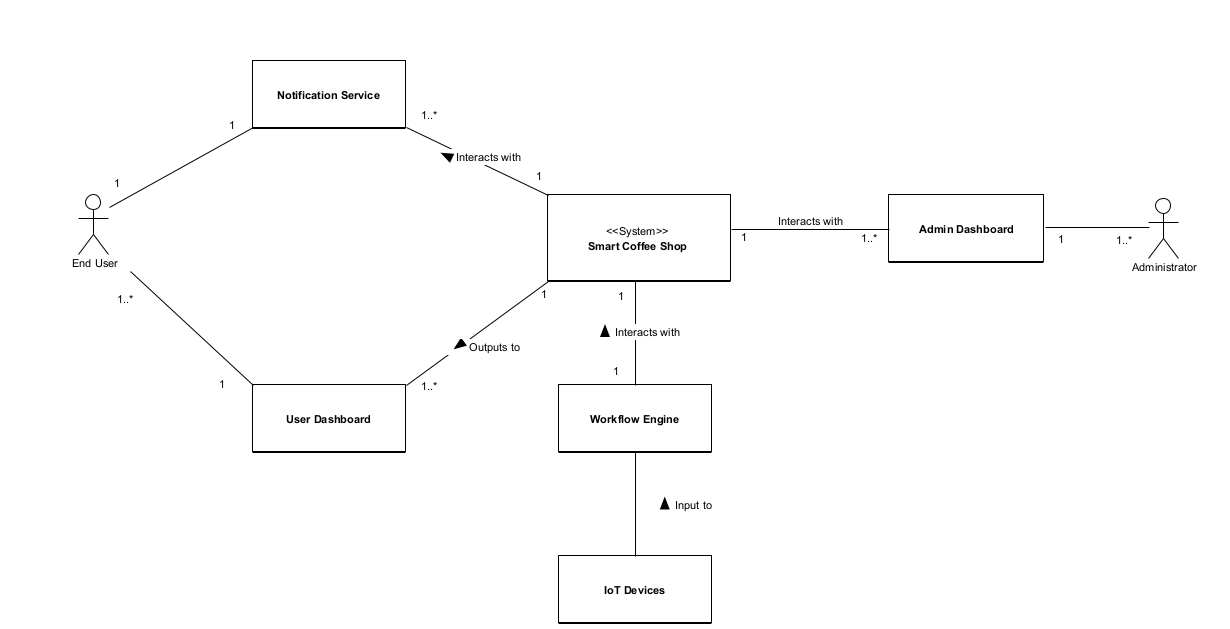 Notification Service
1..*
1
Interacts with
1
1
End User
<<System>>
Smart Coffee Shop
Interacts with
1
1..*
Admin Dashboard
1
1..*
Administrator
1..*
1
1
Outputs to
1..*
1
User Dashboard
1
Interacts with
1
Workflow Engine
Input to
IoT Devices